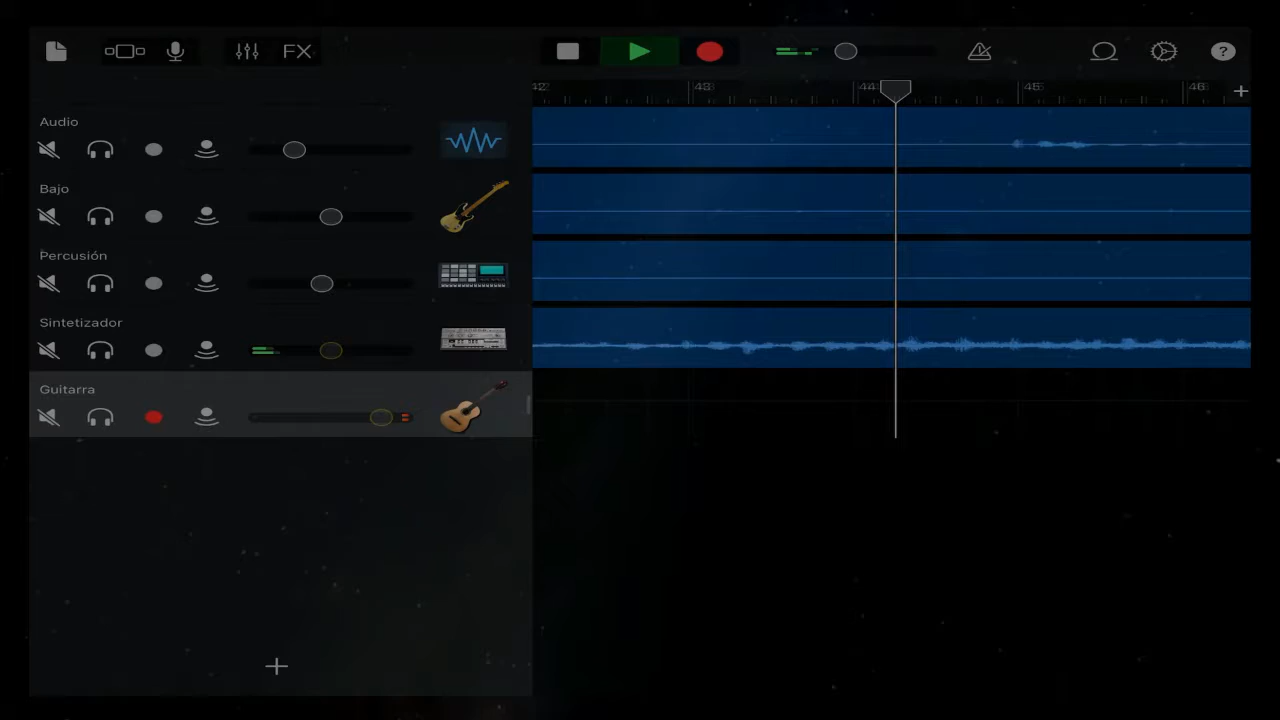 FX
?
42 43 44 45 46
Audio
Bajo
Percusión
Sintetizador
Guitarra